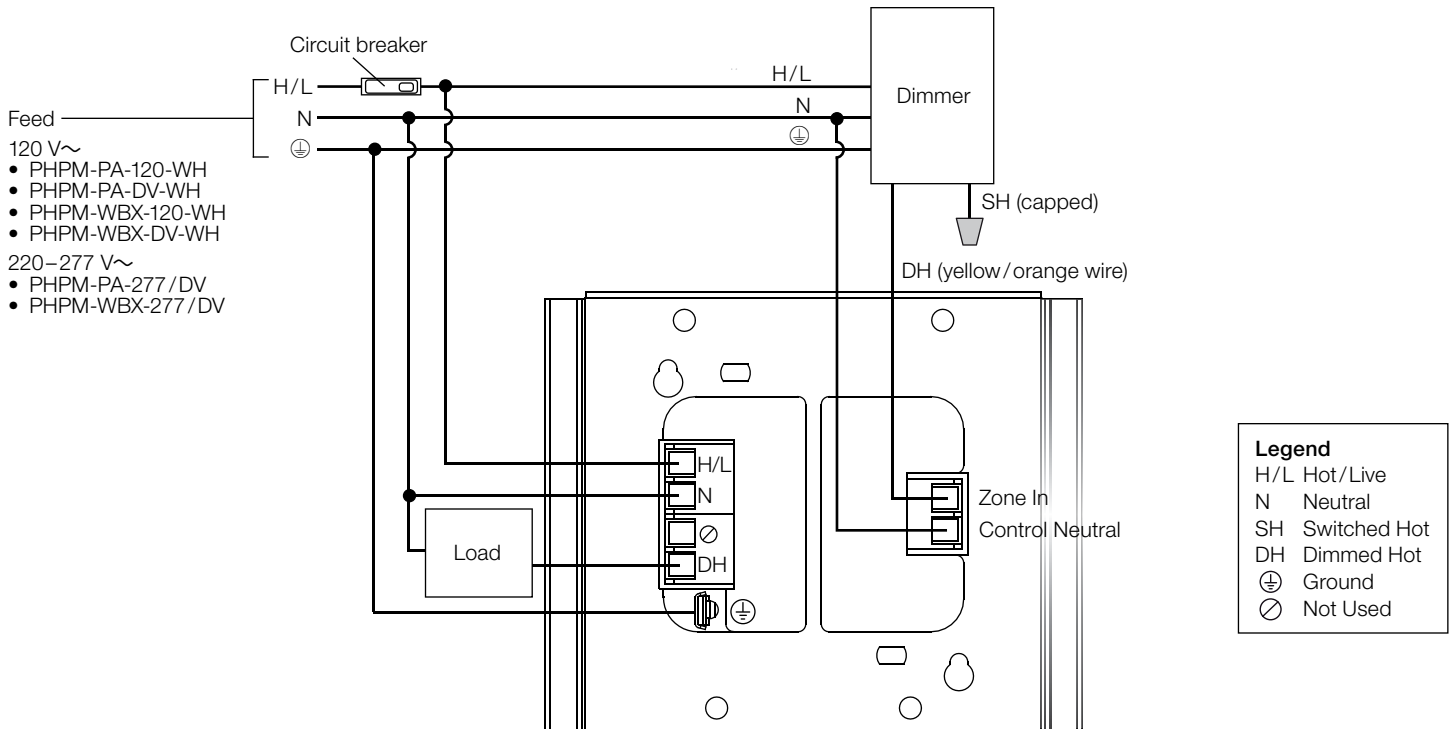 Circuit breaker
H/L
H/L
Dimmer
Feed
N
N
120 V~
• PHPM-PA-120-WH
• PHPM-PA-DV-WH
• PHPM-WBX-120-WH
• PHPM-WBX-DV-WH
220–277 V~
• PHPM-PA-277/DV
• PHPM-WBX-277/DV
SH (capped)
DH (yellow/orange wire)
H/L
N
DH
Load
Zone In
Control Neutral
Legend
H/L Hot/Live
N Neutral
SH Switched Hot
DH Dimmed Hot
Ground
Not Used